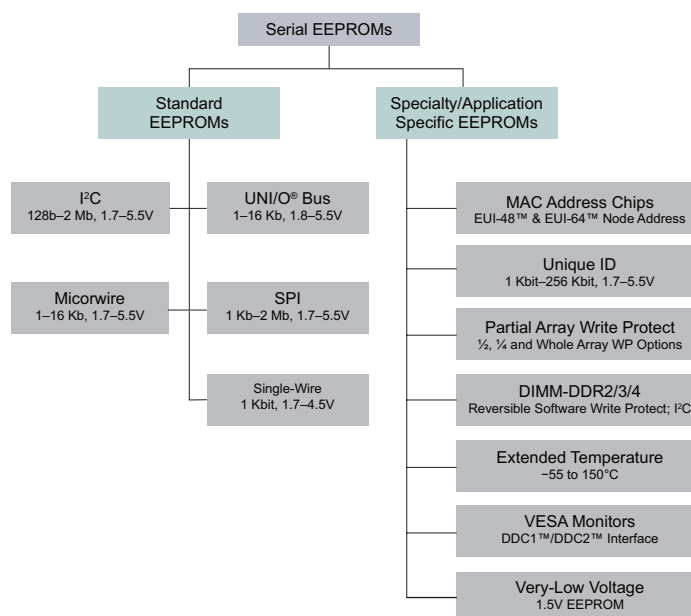 Serial EEPROMs
Standard
EEPROMs
Specialty/Application
Specific EEPROMs
I²C
128b–2 Mb, 1.7–5.5V
UNI/O® Bus
1–16 Kb, 1.8–5.5V
Micorwire
1–16 Kb, 1.7–5.5V
SPI
1 Kb–2 Mb, 1.7–5.5V
Single-Wire
1 Kbit, 1.7–4.5V
MAC Address Chips
EUI-48™ & EUI-64™ Node Address
Unique ID
1 Kbit–256 Kbit, 1.7–5.5V
Partial Array Write Protect
½, ¼ and Whole Array WP Options
DIMM-DDR2/3/4
Reversible Software Write Protect; I²C
Extended Temperature
−55 to 150°C
VESA Monitors
DDC1™/DDC2™ Interface
Very-Low Voltage
1.5V EEPROM